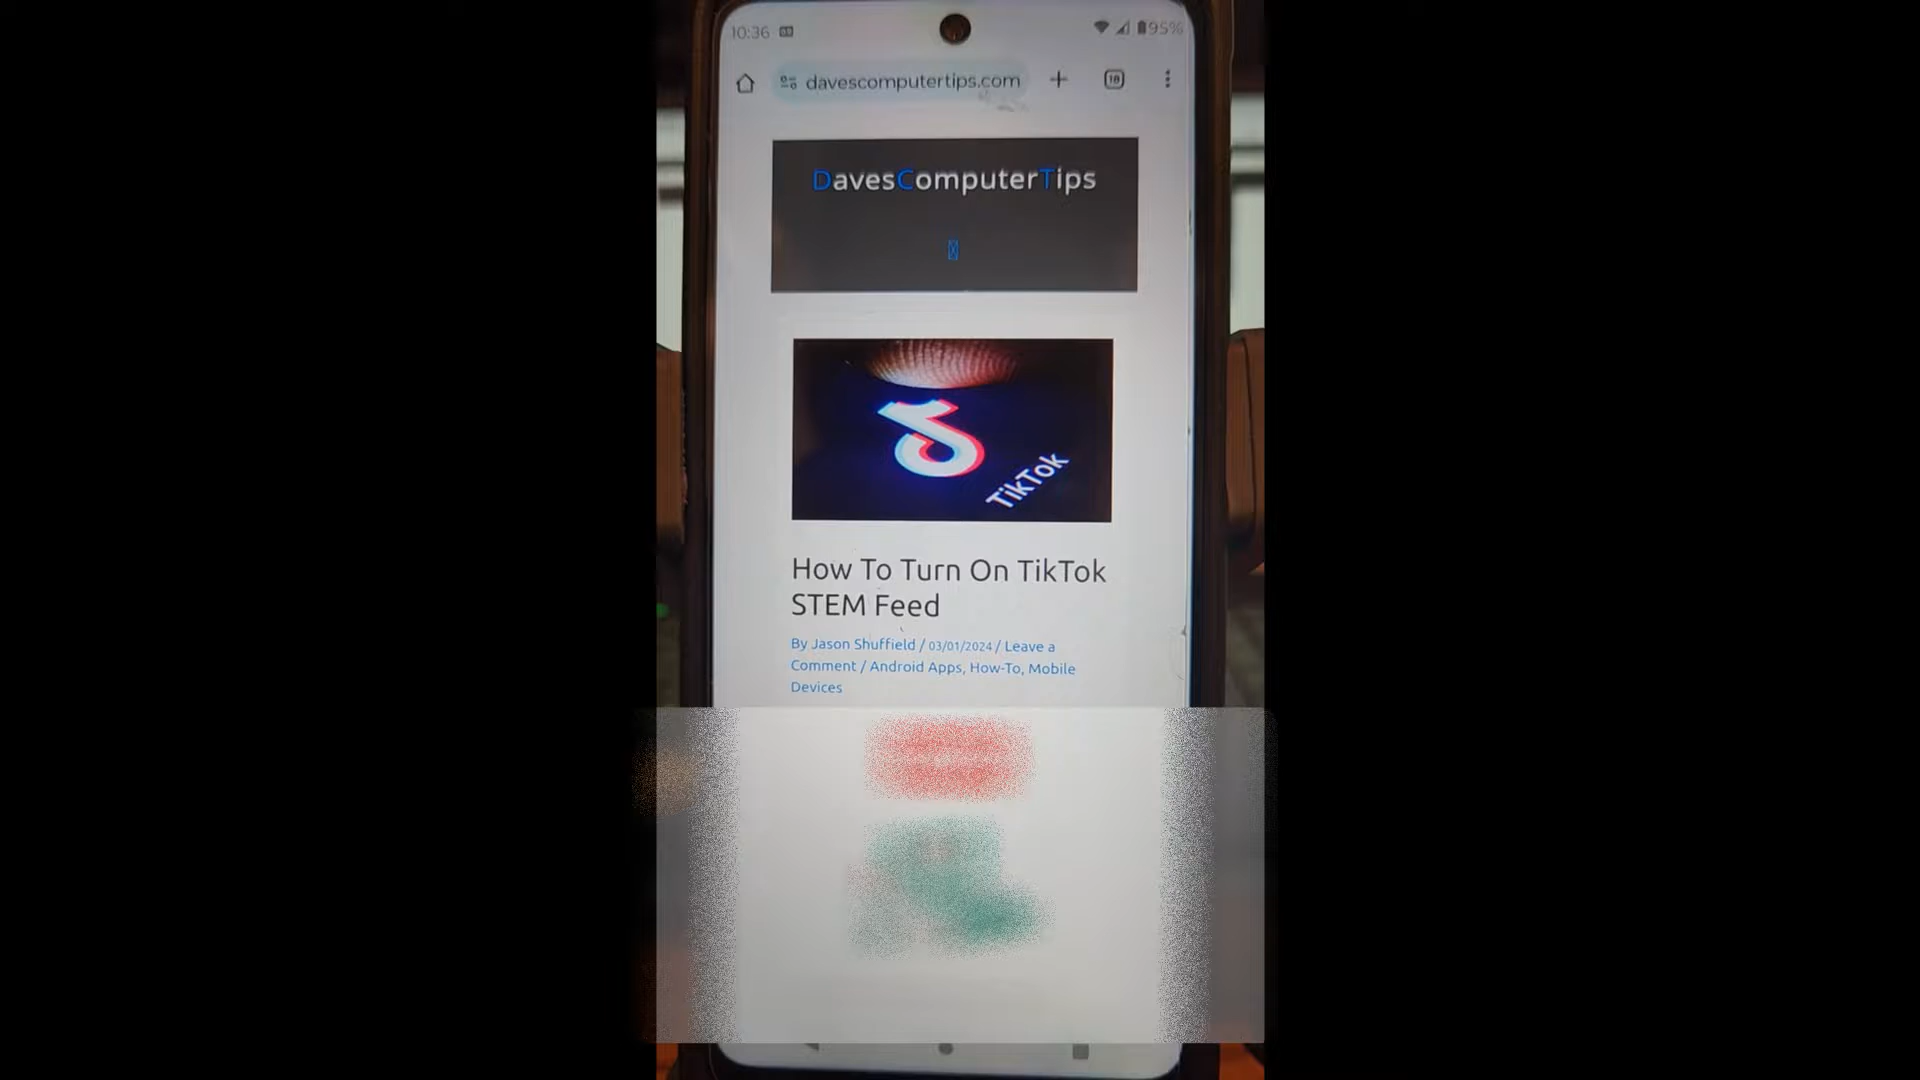 10:36
95%
davescomputertips.com
18
DavesComputerTips
TikTok
How To Turn On TikTok
STEM Feed
By Jason Shuffield / 03/01/2024 / Leave a
Comment / Android Apps, How-To, Mobile
Devices